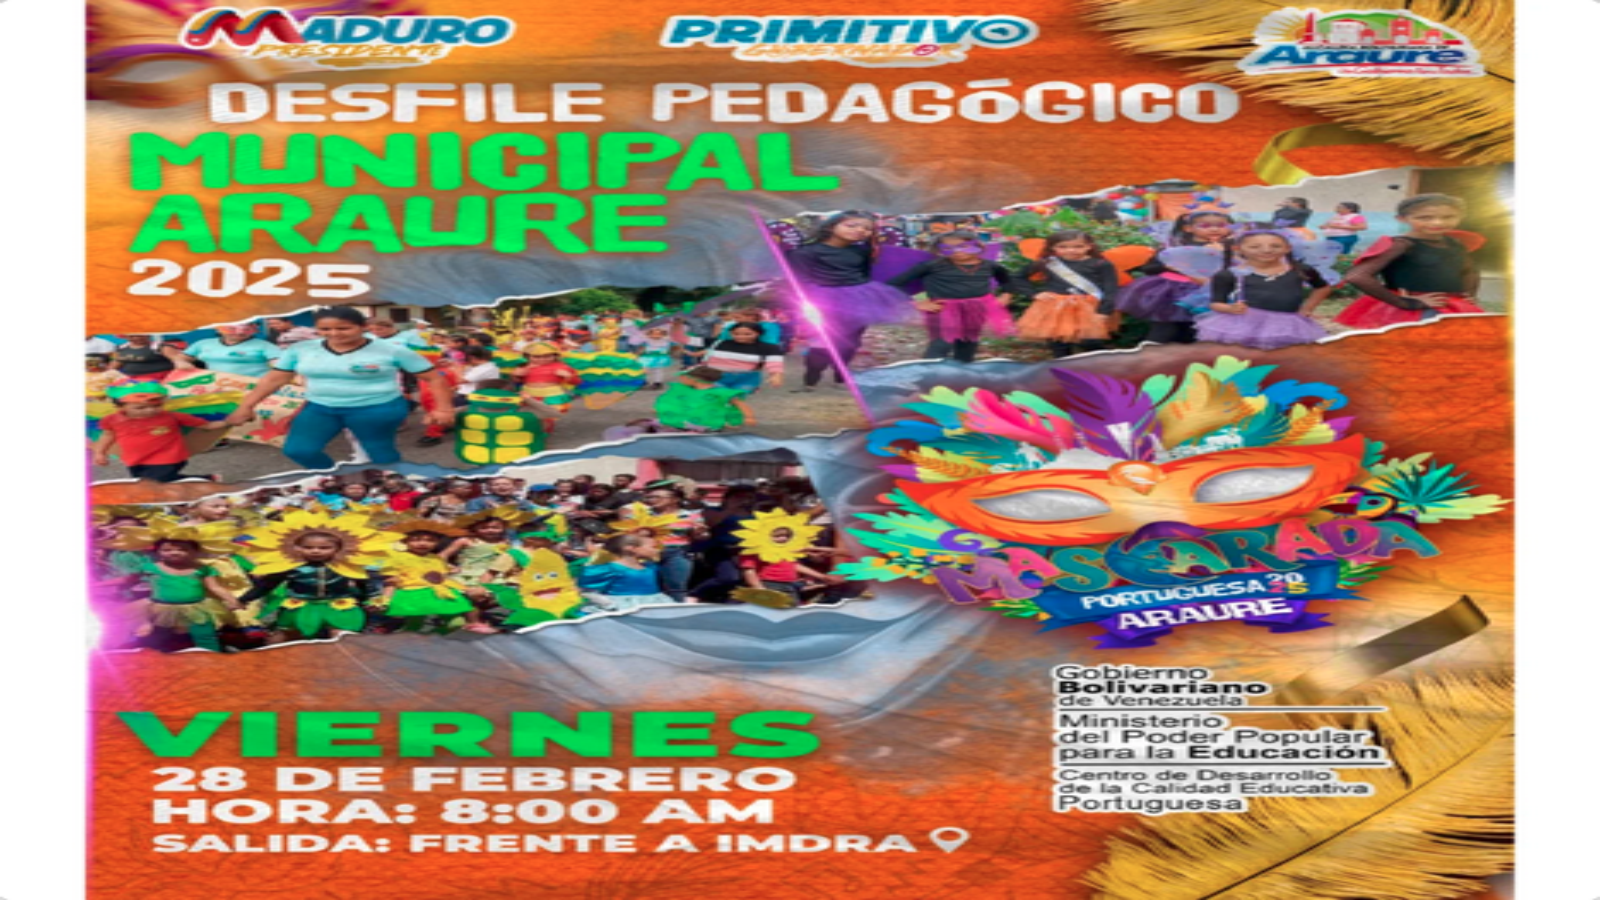 MADURO
PRESIDENTE
PRIMITIVO
GOBERNADOR
Araure
DESFILE PEDAGÓGICO
MUNICIPAL
ARAURE
2025
MASCARADA
PORTUGUESA 2025
ARAURE
Gobierno
Bolivariano
de Venezuela
Ministerio
del Poder Popular
para la Educación
Centro de Desarrollo
de la Calidad Educativa
Portuguesa
VIERNES
28 DE FEBRERO
HORA: 8:00 AM
SALIDA: FRENTE A IMDRA